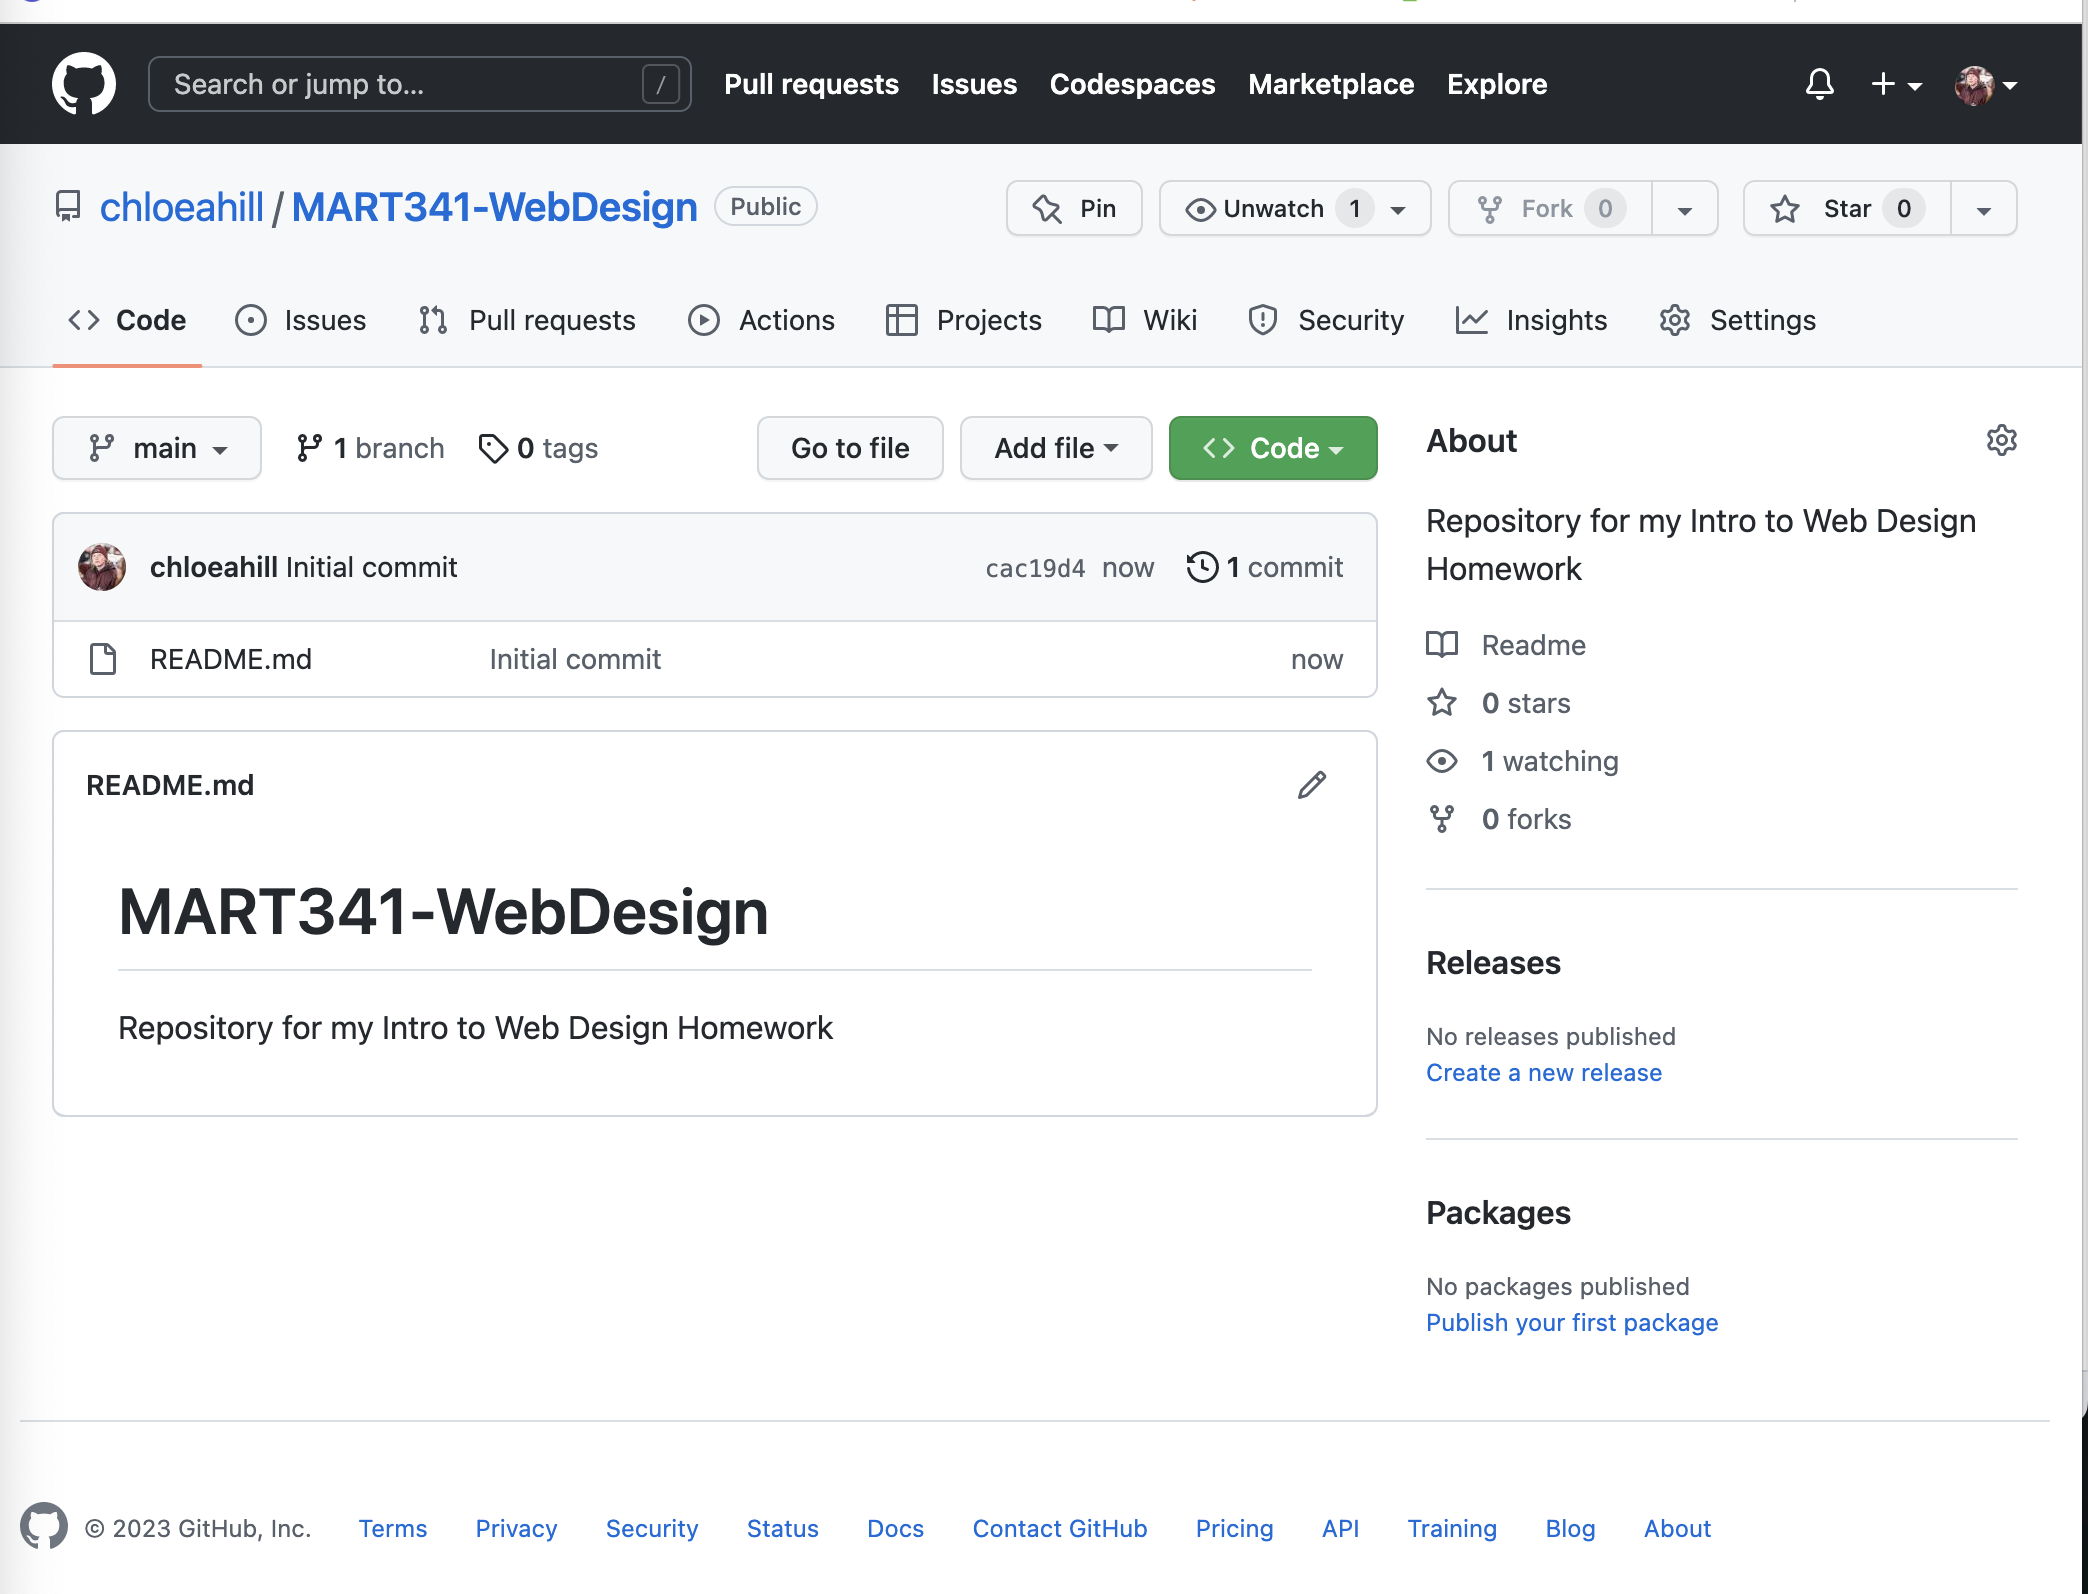 Search or jump to... /
Pull requests Issues Codespaces Marketplace Explore
chloeahill / MART341-WebDesign Public
Pin Unwatch 1 Fork 0 Star 0
Code Issues Pull requests Actions Projects Wiki Security Insights Settings
main 1 branch 0 tags Go to file Add file Code
chloeahill Initial commit cac19d4 now 1 commit
README.md Initial commit now
README.md
MART341-WebDesign
Repository for my Intro to Web Design Homework
About
Repository for my Intro to Web Design
Homework
Readme
0 stars
1 watching
0 forks
Releases
No releases published
Create a new release
Packages
No packages published
Publish your first package
© 2023 GitHub, Inc. Terms Privacy Security Status Docs Contact GitHub Pricing API Training Blog About